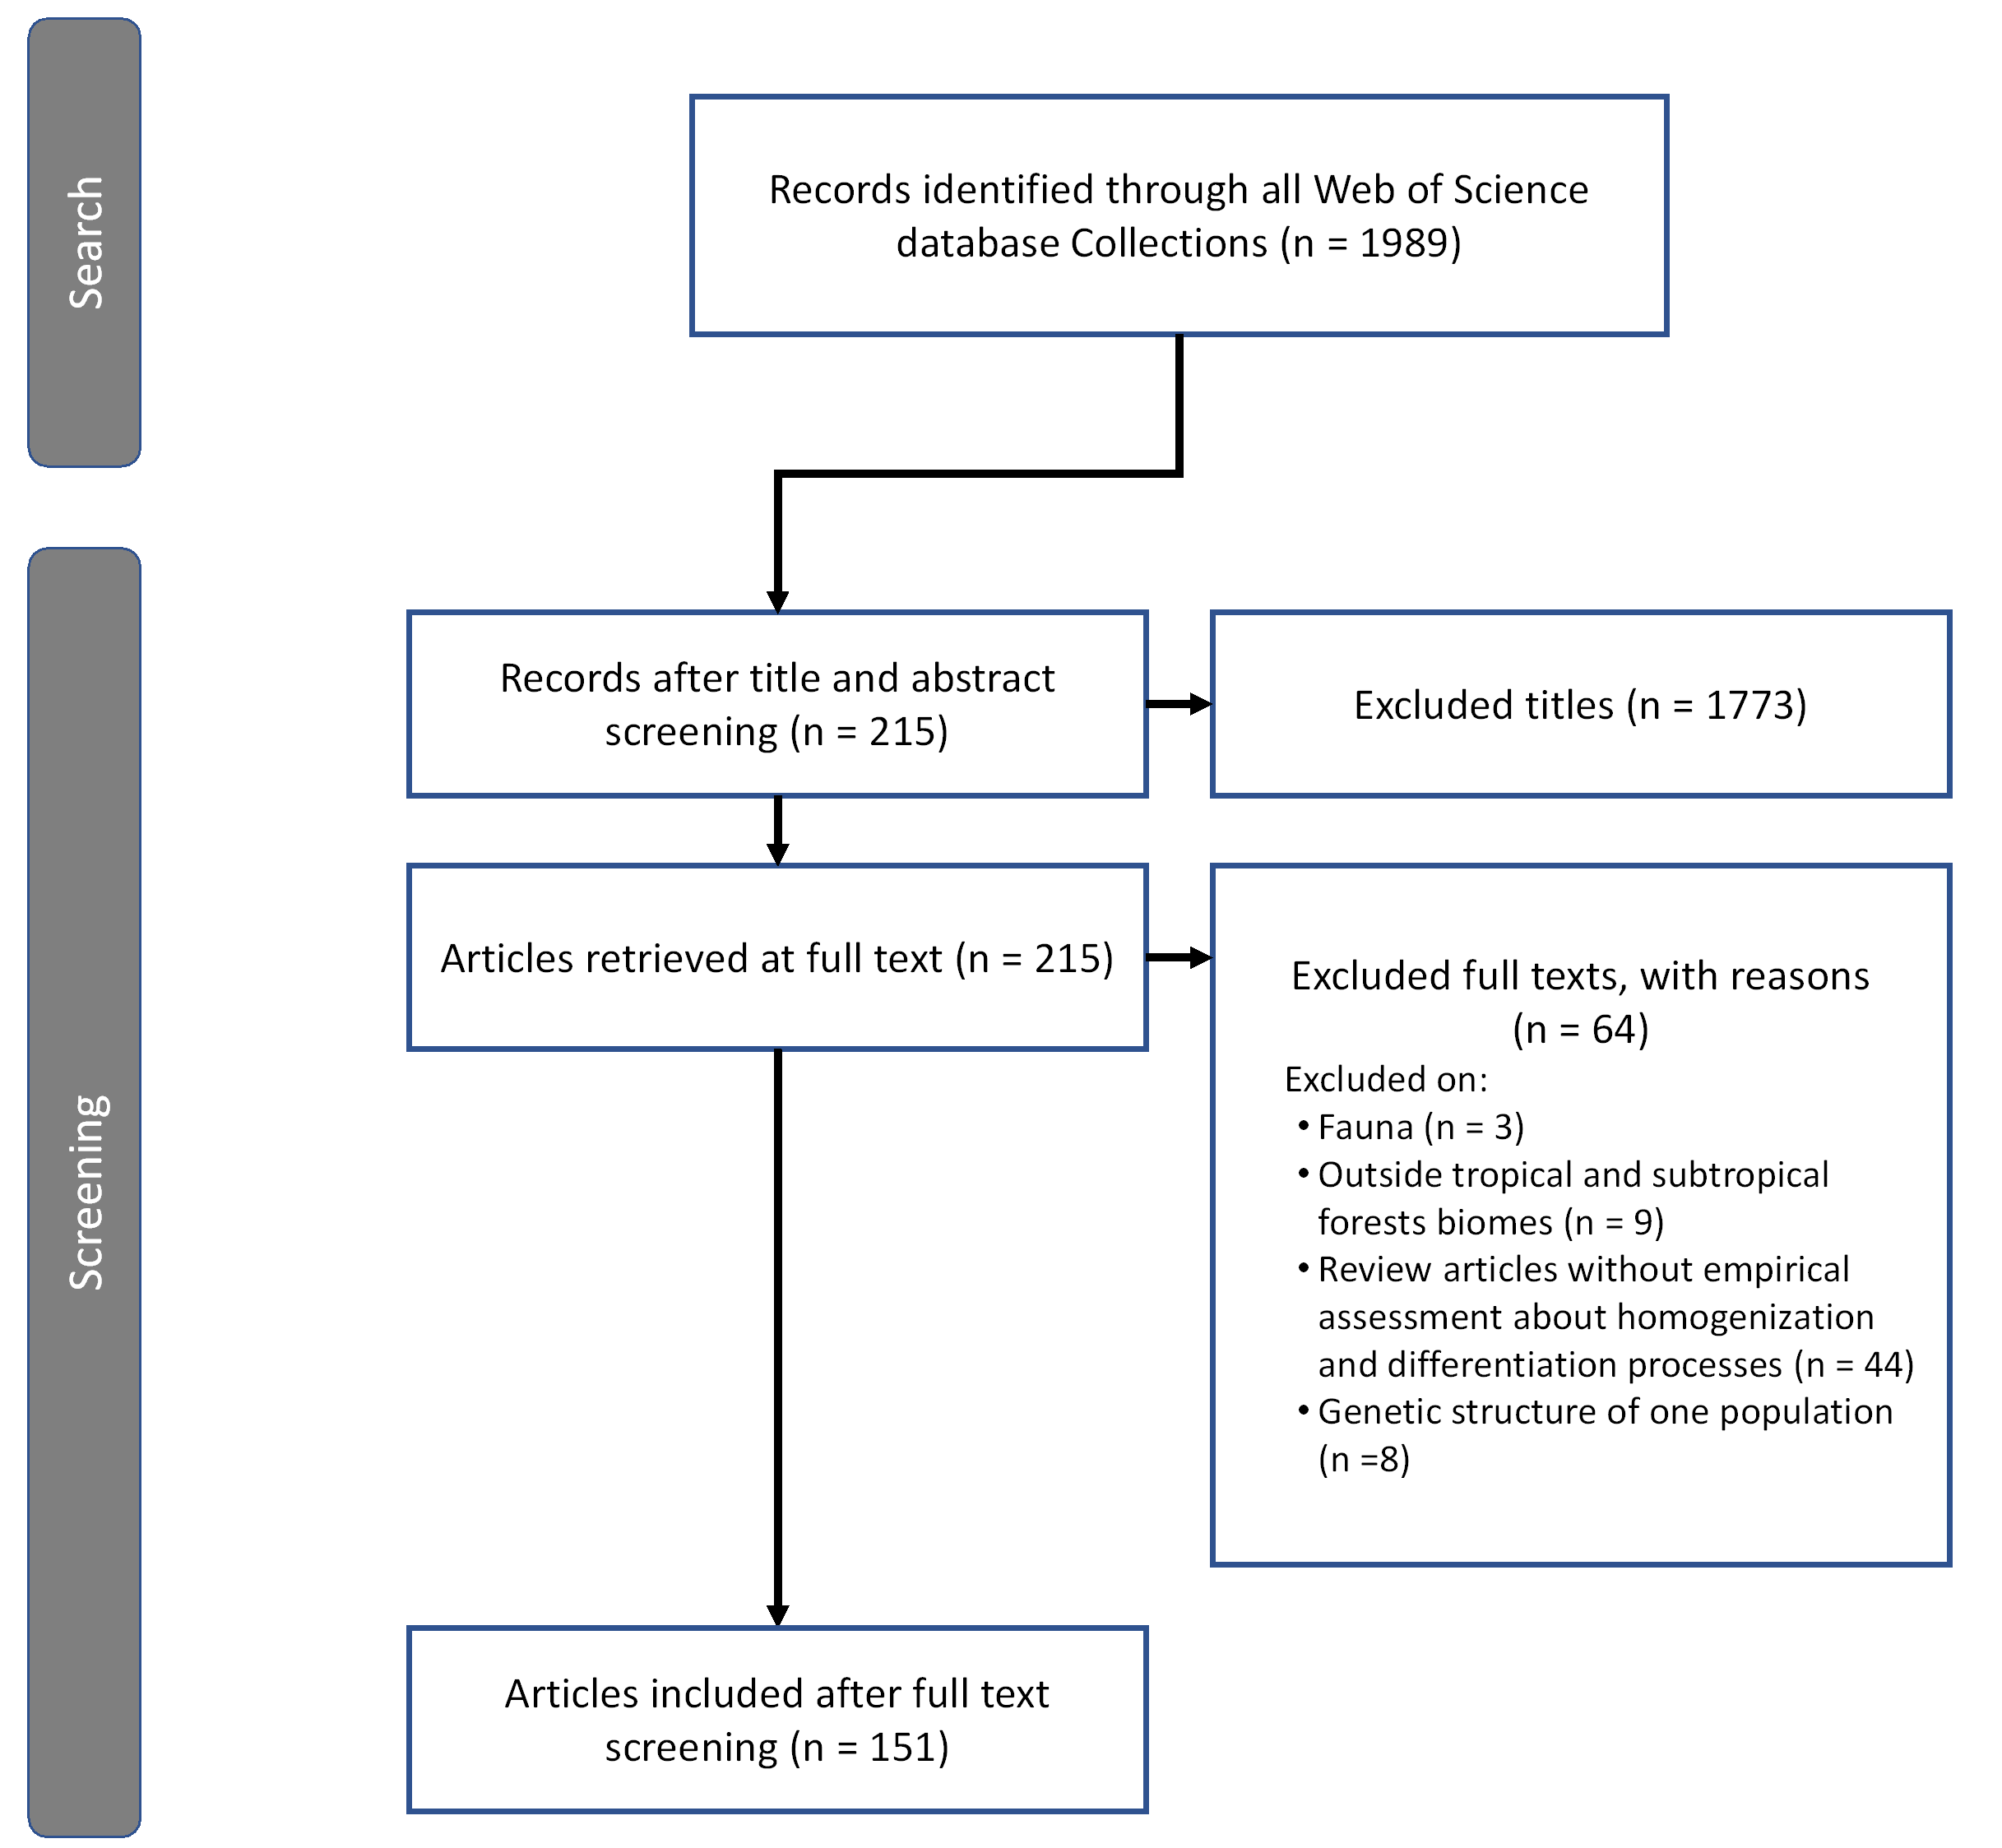 Search
Records identified through all Web of Science
database Collections (n = 1989)
Screening
Records after title and abstract
screening (n = 215)
Excluded titles (n = 1773)
Articles retrieved at full text (n = 215)
Excluded full texts, with reasons
(n = 64)
Excluded on:
• Fauna (n = 3)
• Outside tropical and subtropical
forests biomes (n = 9)
• Review articles without empirical
assessment about homogenization
and differentiation processes (n = 44)
• Genetic structure of one population
(n =8)
Articles included after full text
screening (n = 151)